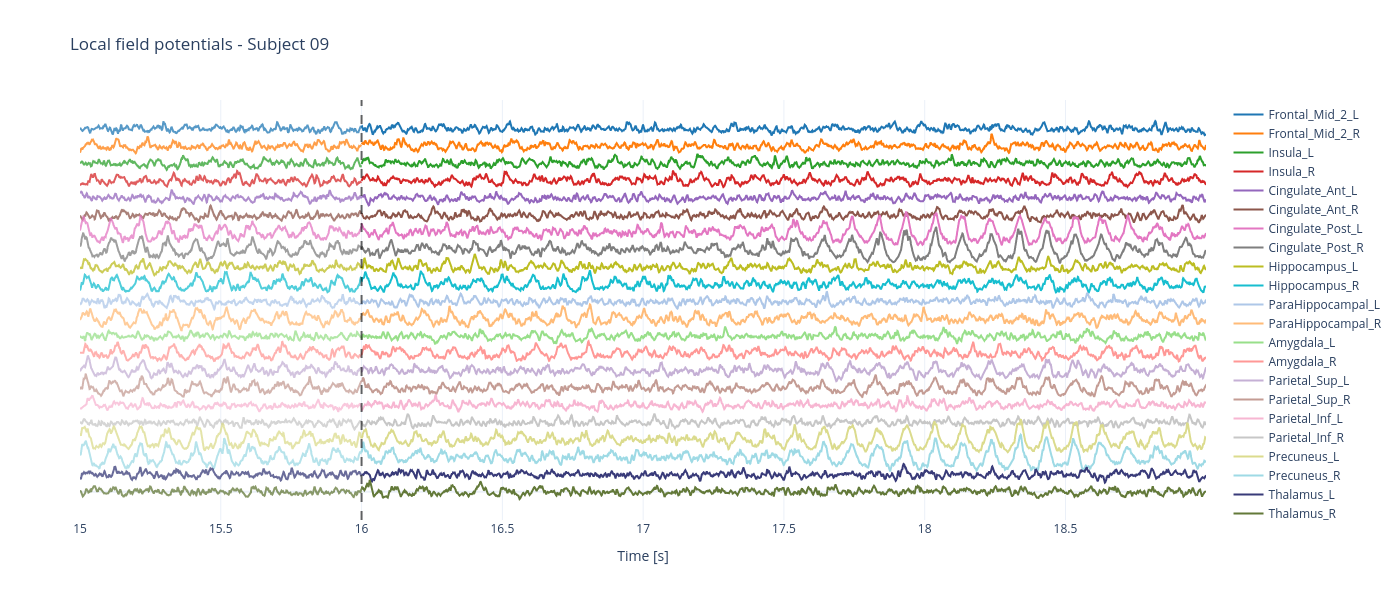 Local field potentials - Subject 09
Frontal_Mid_2_L
Frontal_Mid_2_R
Insula_L
Insula_R
Cingulate_Ant_L
Cingulate_Ant_R
Cingulate_Post_L
Cingulate_Post_R
Hippocampus_L
Hippocampus_R
ParaHippocampal_L
ParaHippocampal_R
Amygdala_L
Amygdala_R
Parietal_Sup_L
Parietal_Sup_R
Parietal_Inf_L
Parietal_Inf_R
Precuneus_L
Precuneus_R
Thalamus_L
Thalamus_R
15 15.5 16 16.5 17 17.5 18 18.5
Time [s]